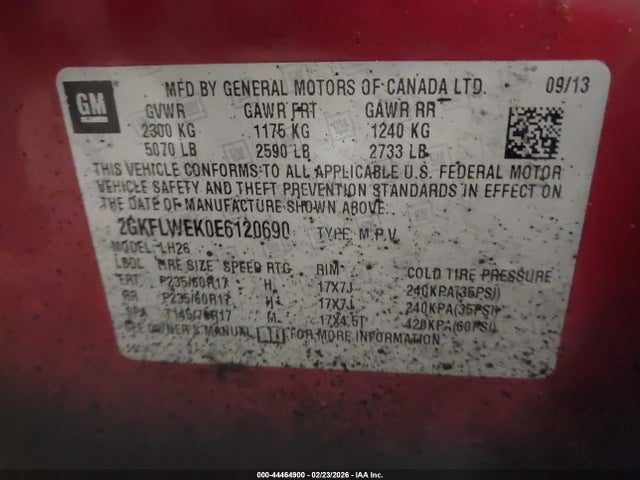 GM
MFD BY GENERAL MOTORS OF CANADA LTD. 09/13
GVWR GAWR FRT GAWR RR
2300 KG 1175 KG 1240 KG
5070 LB 2590 LB 2733 LB
THIS VEHICLE CONFORMS TO ALL APPLICABLE U.S. FEDERAL MOTOR
VEHICLE SAFETY AND THEFT PREVENTION STANDARDS IN EFFECT ON
THE DATE OF MANUFACTURE SHOWN ABOVE.
2GKFLWEK0E6120690 TYPE: M.P.V.
MODEL: LH26
LBOL TIRE SIZE SPEED RTG RIM COLD TIRE PRESSURE
FRT P235/60R17 H 17X7J 240KPA(35PSI)
RR P235/60R17 H 17X7J 240KPA(35PSI)
SPA T145/70R17 M 17X4.5T 420KPA(60PSI)
SEE OWNER'S MANUAL FOR MORE INFORMATION
000-44464900 - 02/23/2026 - IAA Inc.